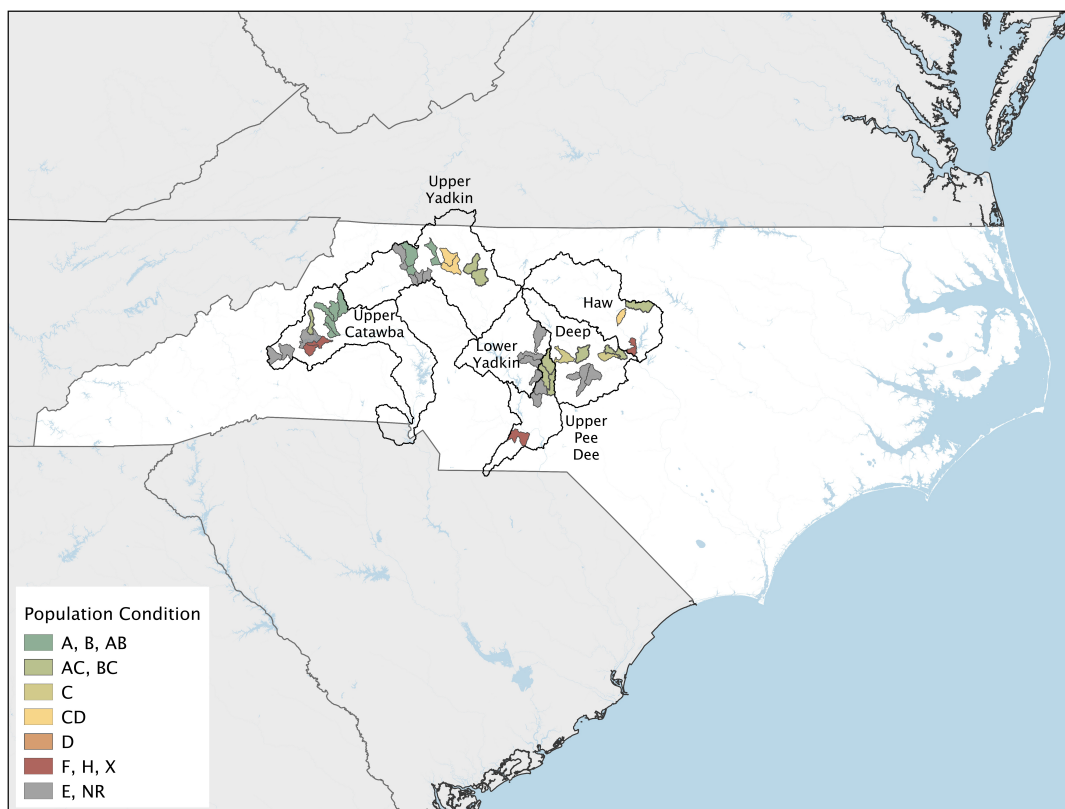 Upper
Yadkin
Haw
Upper
Catawba
Deep
Lower
Yadkin
Upper
Pee
Dee
Population Condition
A, B, AB
AC, BC
C
CD
D
F, H, X
E, NR